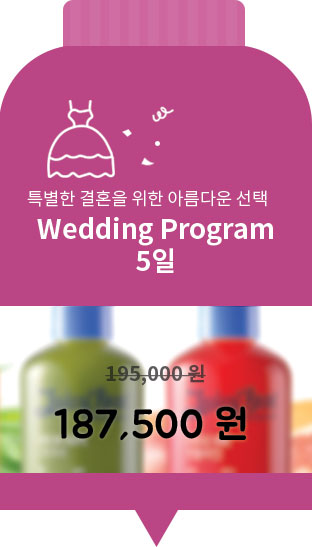 특별한 결혼을 위한 아름다운 선택
Wedding Program
5일
195,000 원
187,500 원